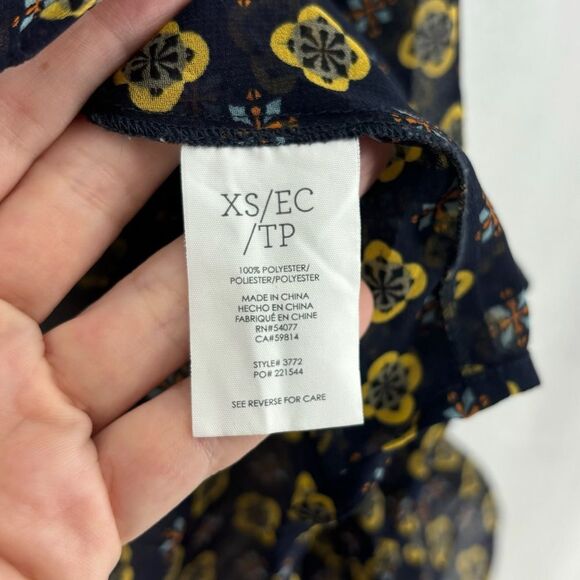 XS/EC
/TP
100% POLYESTER/
POLIESTER/POLYESTER
MADE IN CHINA
HECHO EN CHINA
FABRIQUÉ EN CHINE
RN#54077
CA#59814
STYLE# 3772
PO# 221544
SEE REVERSE FOR CARE